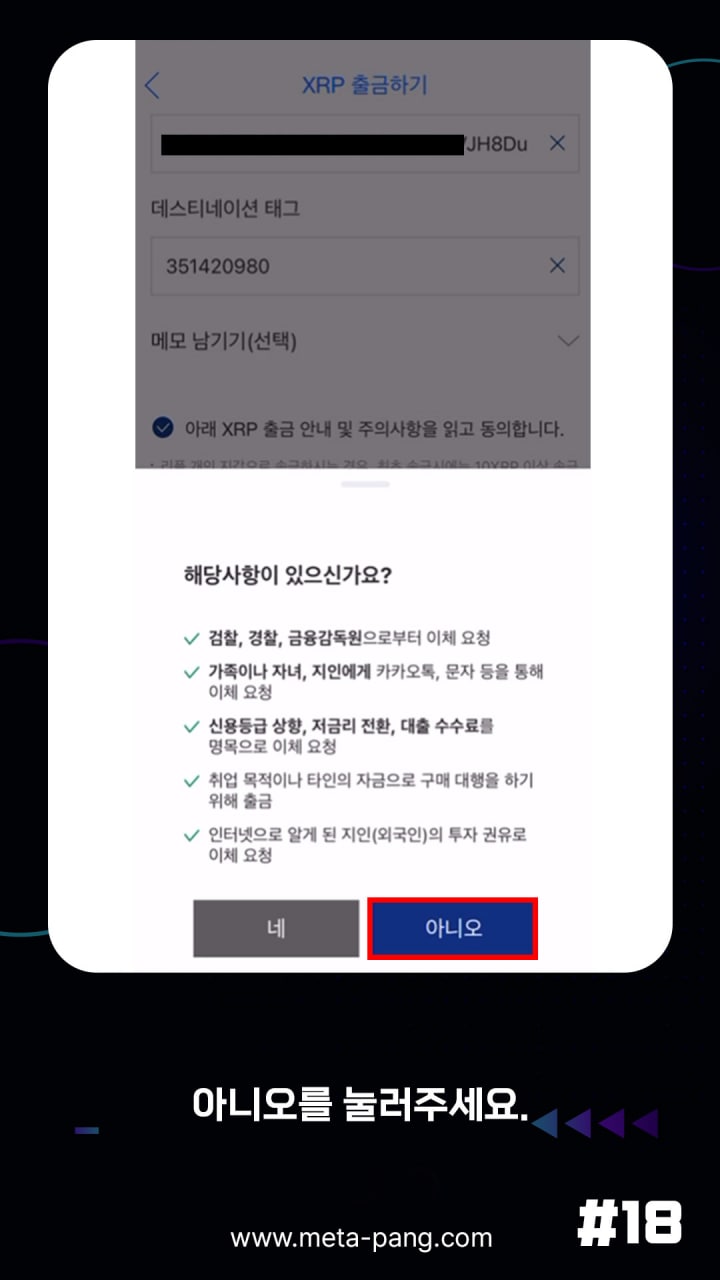 XRP 출금하기
JH8Du
데스티네이션 태그
351420980
메모 남기기(선택)
아래 XRP 출금 안내 및 주의사항을 읽고 동의합니다.
해당사항이 있으신가요?
검찰, 경찰, 금융감독원으로부터 이체 요청
가족이나 자녀, 지인에게 카카오톡, 문자 등을 통해
이체 요청
신용등급 상향, 저금리 전환, 대출 수수료를
명목으로 이체 요청
취업 목적이나 타인의 자금으로 구매 대행을 하기
위해 출금
인터넷으로 알게 된 지인(외국인)의 투자 권유로
이체 요청
네
아니오
아니오를 눌러주세요.
#18
www.meta-pang.com